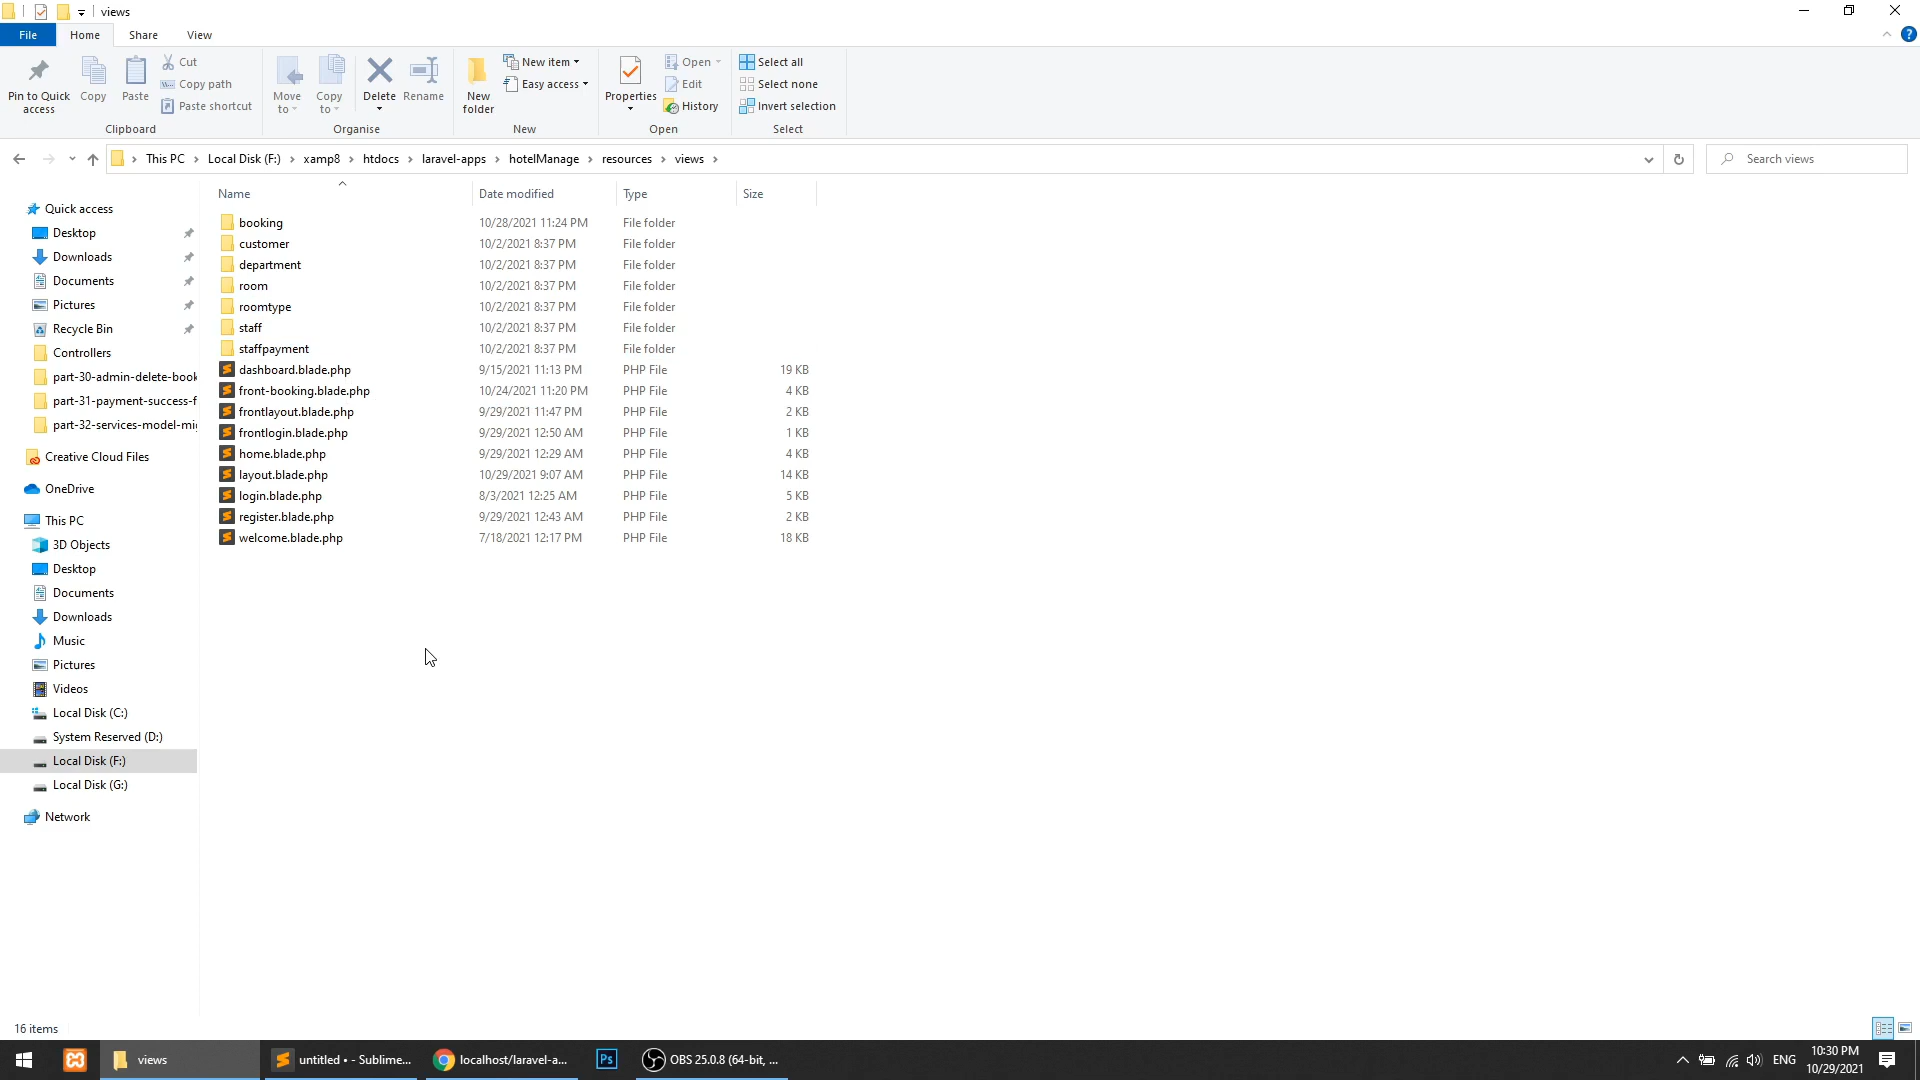 views
File
Home
Share
View
Pin to Quick access
Copy
Paste
Cut
Copy path
Paste shortcut
Clipboard
Move to
Copy to
Delete
Rename
Organise
New folder
New item
Easy access
New
Properties
Open
Edit
History
Open
Select all
Select none
Invert selection
Select
This PC › Local Disk (F:) › xamp8 › htdocs › laravel-apps › hotelManage › resources › views ›
Search views
Name Date modified Type Size
booking 10/28/2021 11:24 PM File folder
customer 10/2/2021 8:37 PM File folder
department 10/2/2021 8:37 PM File folder
room 10/2/2021 8:37 PM File folder
roomtype 10/2/2021 8:37 PM File folder
staff 10/2/2021 8:37 PM File folder
staffpayment 10/2/2021 8:37 PM File folder
dashboard.blade.php 9/15/2021 11:13 PM PHP File 19 KB
front-booking.blade.php 10/24/2021 11:20 PM PHP File 4 KB
frontlayout.blade.php 9/29/2021 11:47 PM PHP File 2 KB
frontlogin.blade.php 9/29/2021 12:50 AM PHP File 1 KB
home.blade.php 9/29/2021 12:29 AM PHP File 4 KB
layout.blade.php 10/29/2021 9:07 AM PHP File 14 KB
login.blade.php 8/3/2021 12:25 AM PHP File 5 KB
register.blade.php 9/29/2021 12:43 AM PHP File 2 KB
welcome.blade.php 7/18/2021 12:17 PM PHP File 18 KB
Quick access
Desktop
Downloads
Documents
Pictures
Recycle Bin
Controllers
part-30-admin-delete-book
part-31-payment-success-f
part-32-services-model-mi
Creative Cloud Files
OneDrive
This PC
3D Objects
Desktop
Documents
Downloads
Music
Pictures
Videos
Local Disk (C:)
System Reserved (D:)
Local Disk (F:)
Local Disk (G:)
Network
16 items
views
untitled • - Sublime...
localhost/laravel-a...
Ps
OBS 25.0.8 (64-bit, ...
ENG
10:30 PM
10/29/2021